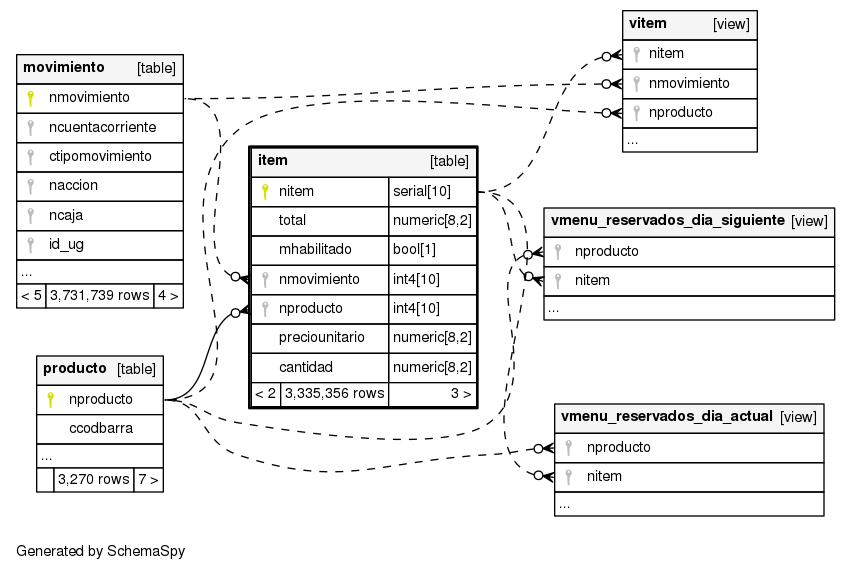 movimiento [table]
nmovimiento
ncuentacorriente
ctipomovimiento
naccion
ncaja
id_ug
...
< 5 3,731,739 rows 4 >
producto [table]
nproducto
ccodbarra
...
3,270 rows 7 >
item [table]
nitem serial[10]
total numeric[8,2]
mhabilitado bool[1]
nmovimiento int4[10]
nproducto int4[10]
preciounitario numeric[8,2]
cantidad numeric[8,2]
< 2 3,335,356 rows 3 >
vitem [view]
nitem
nmovimiento
nproducto
...
vmenu_reservados_dia_siguiente [view]
nproducto
nitem
...
vmenu_reservados_dia_actual [view]
nproducto
nitem
...
Generated by SchemaSpy